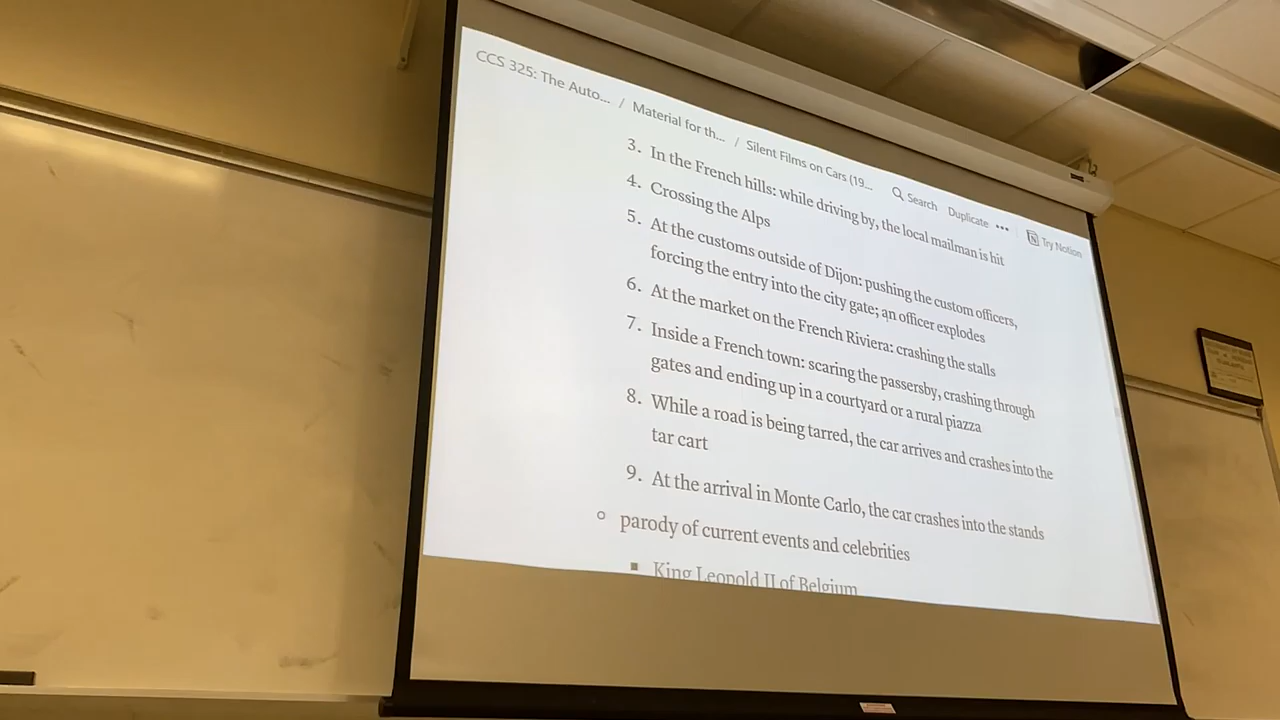 CCS 325: The Auto... / Material for th... / Silent Films on Cars (19... Search Duplicate ••• Try Notion
3. In the French hills: while driving by, the local mailman is hit
4. Crossing the Alps
5. At the customs outside of Dijon: pushing the custom officers,
forcing the entry into the city gate; an officer explodes
6. At the market on the French Riviera: crashing the stalls
7. Inside a French town: scaring the passersby, crashing through
gates and ending up in a courtyard or a rural piazza
8. While a road is being tarred, the car arrives and crashes into the
tar cart
9. At the arrival in Monte Carlo, the car crashes into the stands
parody of current events and celebrities
King Leopold II of Belgium